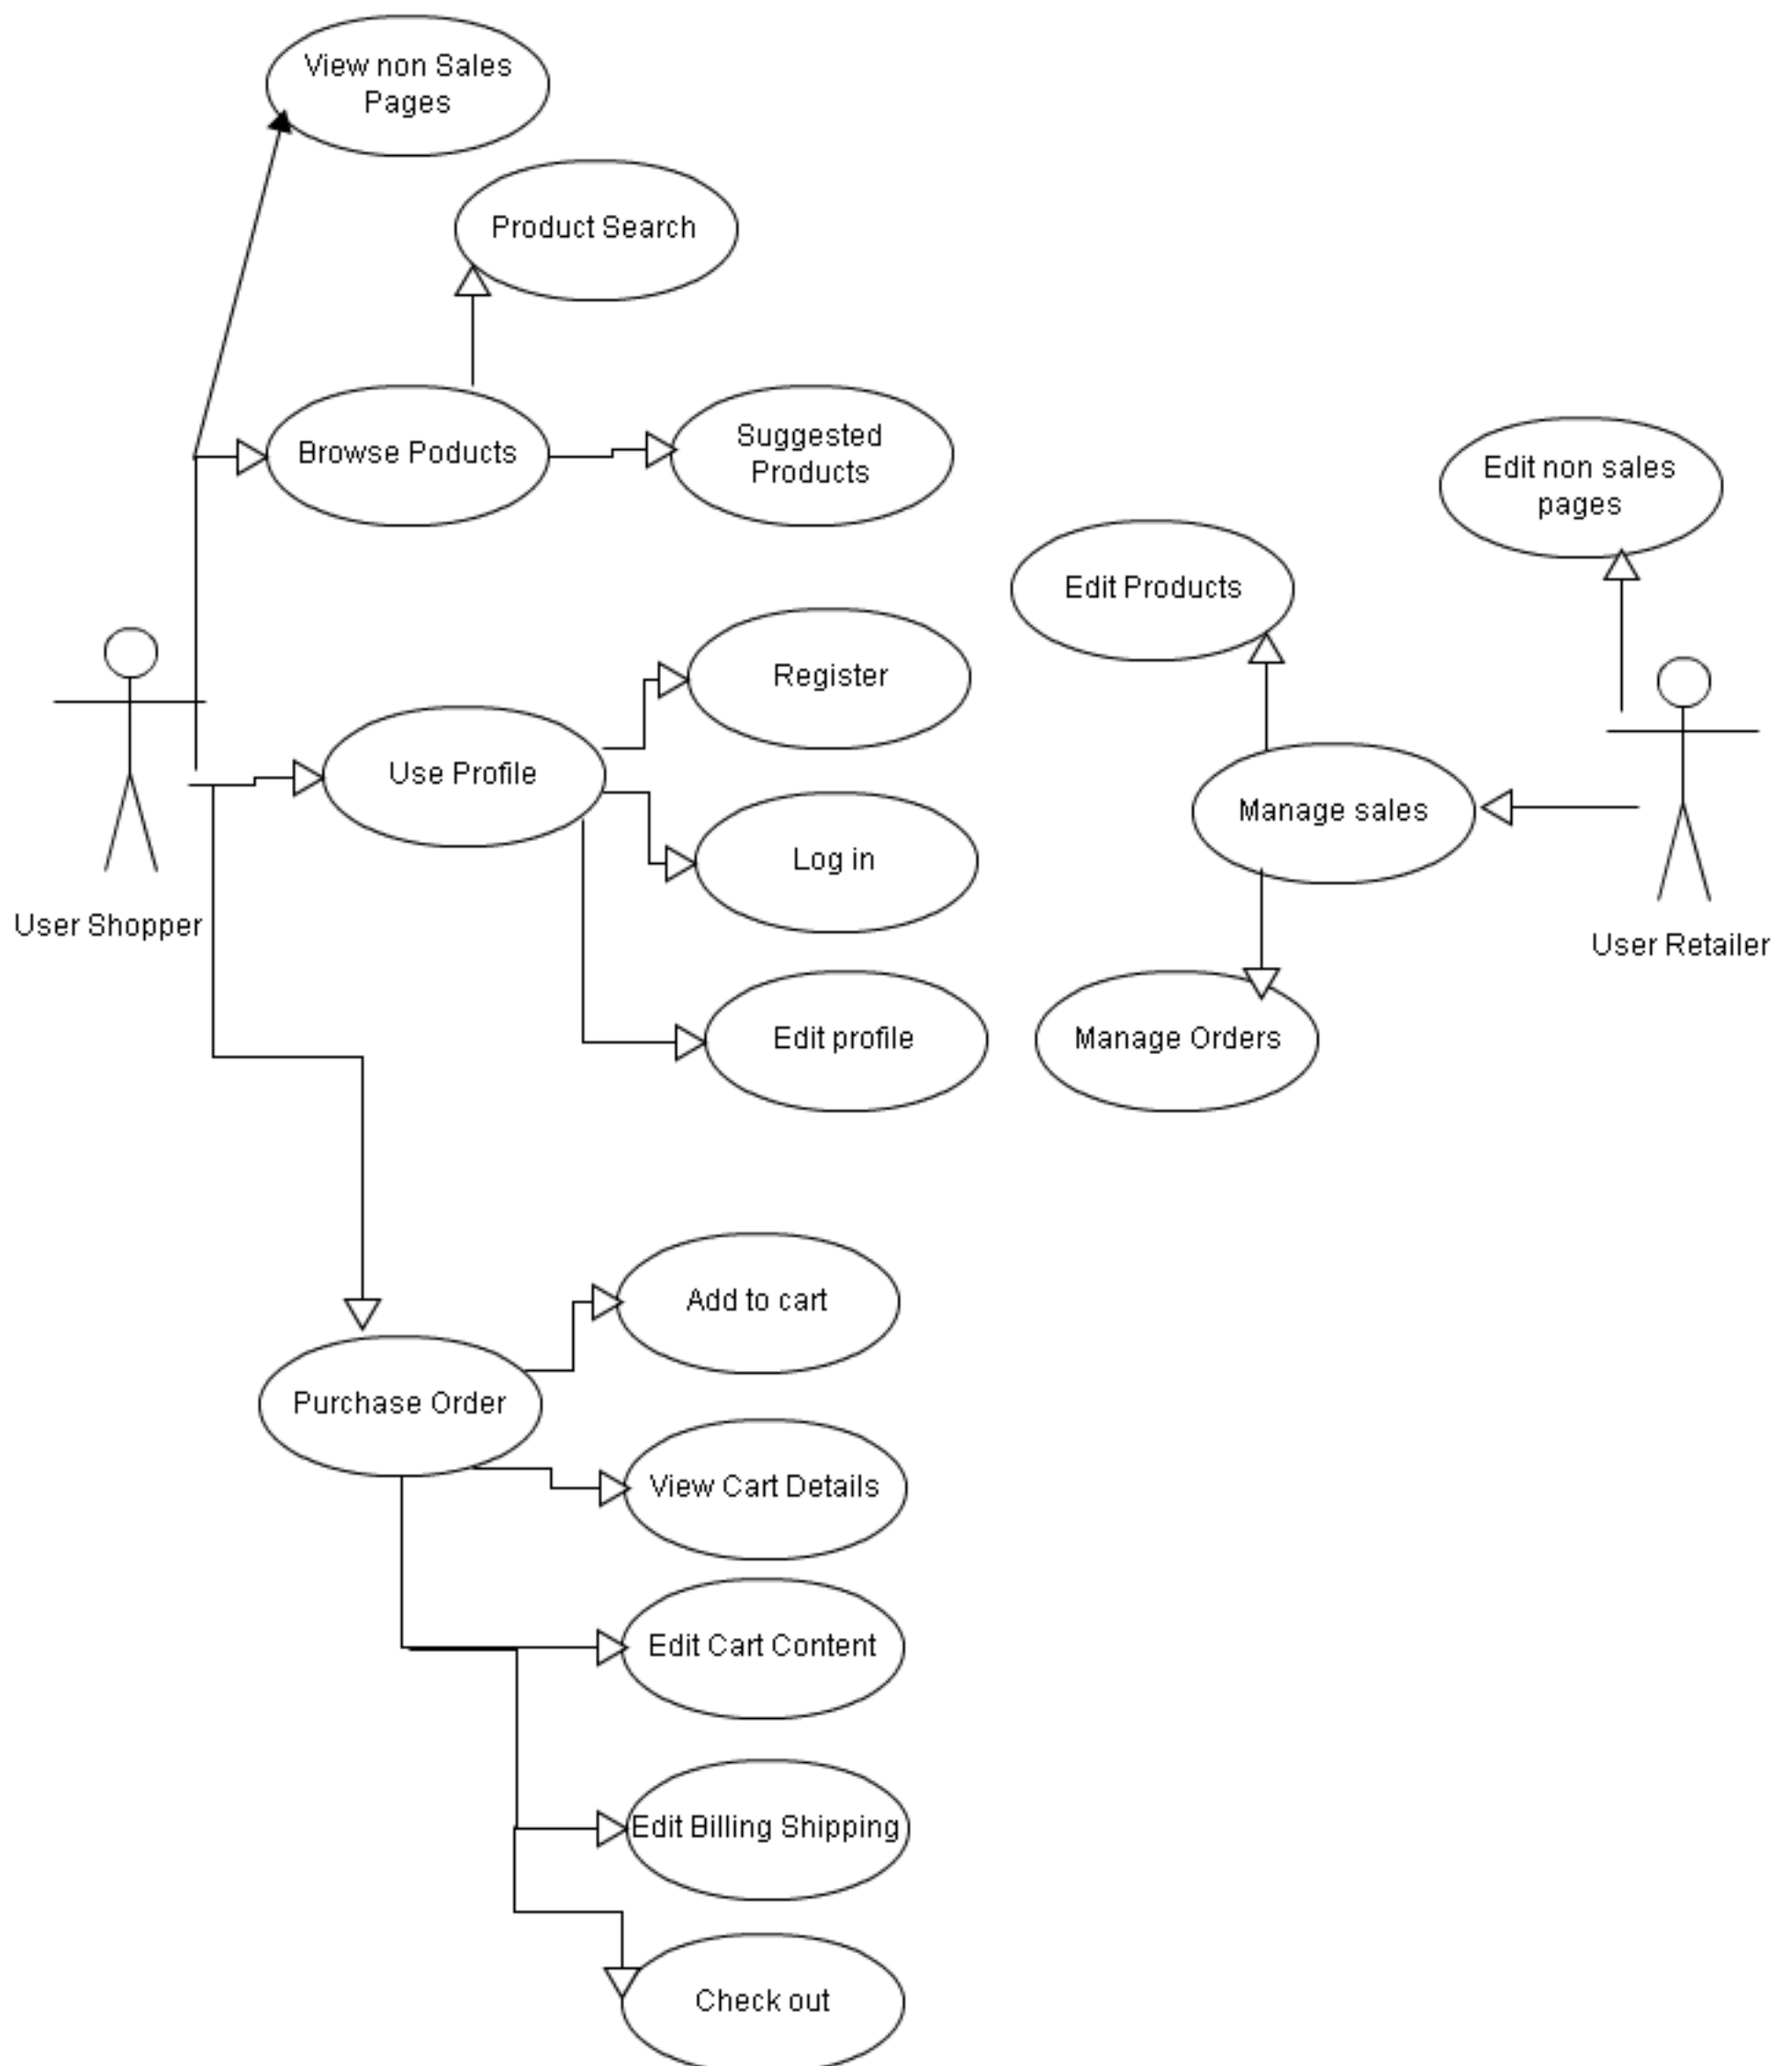 View non Sales
Pages
Product Search
Browse Poducts
Suggested
Products
Edit non sales
pages
Edit Products
Register
Use Profile
Manage sales
Log in
User Shopper
User Retailer
Edit profile
Manage Orders
Add to cart
Purchase Order
View Cart Details
Edit Cart Content
Edit Billing Shipping
Check out